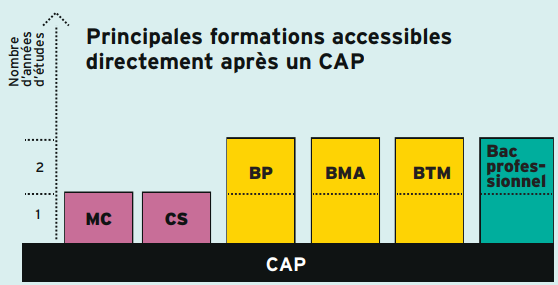 Nombre
d'années
d'études
Principales formations accessibles
directement après un CAP
2
1
MC
CS
BP
BMA
BTM
Bac
profes-
sionnel
CAP